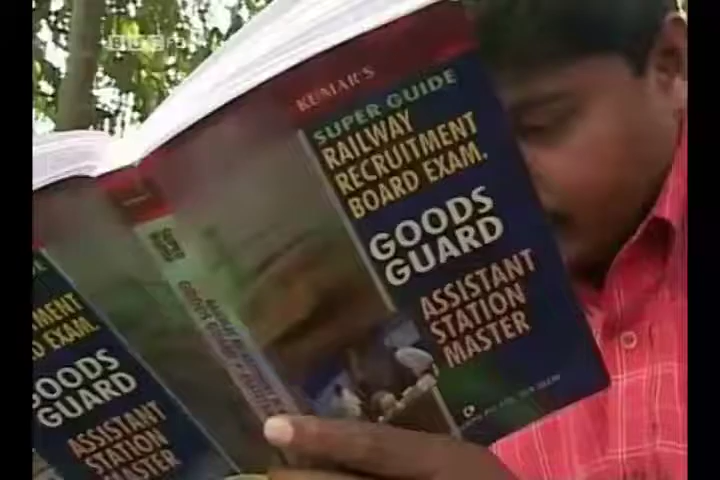 KUMAR'S
SUPER GUIDE
RAILWAY
RECRUITMENT
BOARD EXAM.
GOODS
GUARD
ASSISTANT
STATION
MASTER
MENT
EXAM.
GOODS
GUARD
ASSISTANT
STATION
MASTER